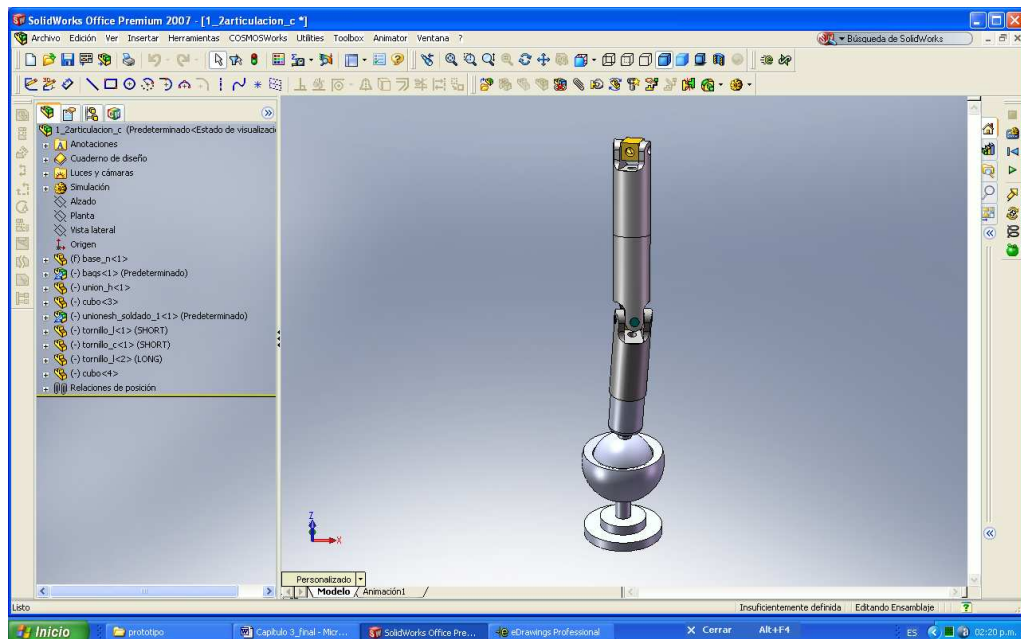 SolidWorks Office Premium 2007 - [1_2articulacion_c *]
Archivo Edición Ver Insertar Herramientas COSMOSWorks Utilities Toolbox Animator Ventana ?
Búsqueda de SolidWorks
1_2articulacion_c (Predeterminado<Estado de visualizaci
Anotaciones
Cuaderno de diseño
Luces y cámaras
Simulación
Alzado
Planta
Vista lateral
Origen
(f) base_n<1>
(-) baqs<1> (Predeterminado)
(-) union_h<1>
(-) cubo<3>
(-) unionesh_soldado_1<1> (Predeterminado)
(-) tornillo_l<1> (SHORT)
(-) tornillo_c<1> (SHORT)
(-) tornillo_l<2> (LONG)
(-) cubo<4>
Relaciones de posición
Z
X
Personalizado
Modelo Animación1
Listo
Insuficientemente definida Editando Ensamblaje
Inicio prototipo Capítulo 3_final - Micr... SolidWorks Office Pre... eDrawings Professional X Cerrar Alt+F4 ES 02:20 p.m.